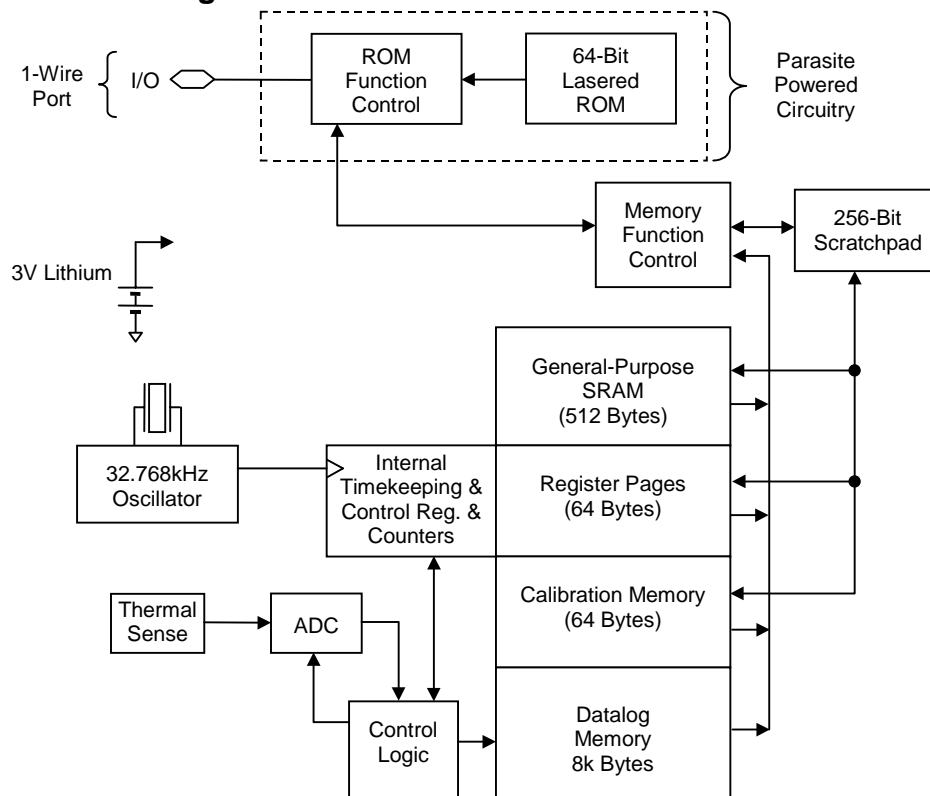 ROM
Function
Control
64-Bit
Lasered
ROM
1-Wire
Port
I/O
Parasite
Powered
Circuitry
Memory
Function
Control
256-Bit
Scratchpad
3V Lithium
General-Purpose
SRAM
(512 Bytes)
32.768kHz
Oscillator
Internal
Timekeeping &
Control Reg. &
Counters
Register Pages
(64 Bytes)
Thermal
Sense
ADC
Calibration Memory
(64 Bytes)
Control
Logic
Datalog
Memory
8k Bytes